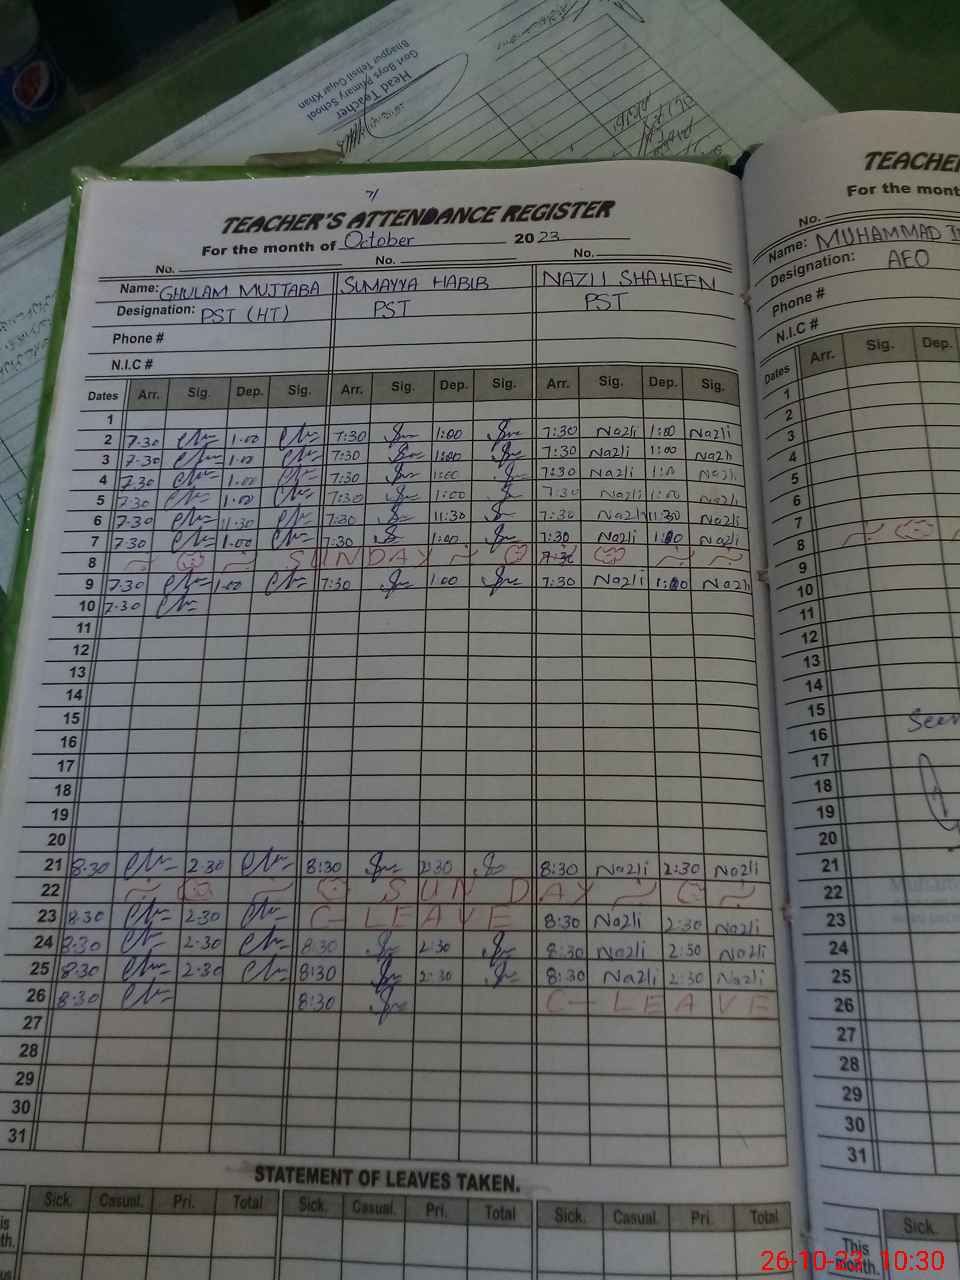 Head Teacher
Govt Boys Primary School
Bhagpur Tehsil Gujar Khan
TEACHER'S ATTENDANCE REGISTER
For the month of October 2023
No. No. No.
Name: GHULAM MUJTABA SUMAYYA HABIB NAZLI SHAHEEN
Designation: PST (HT) PST PST
Phone #
N.I.C #
Dates Arr. Sig. Dep. Sig. Arr. Sig. Dep. Sig. Arr. Sig. Dep. Sig.
1
2 7.30 1.00 7:30 1:00 7:30 Nazli 1:00 Nazli
3 7.30 1.00 7:30 1:00 7:30 Nazli 1:00 Nazli
4 7.30 1.00 7:30 1:00 7:30 Nazli 1:00 Nazli
5 7.30 1.00 7:30 1:00 7:30 Nazli 1:00 Nazli
6 7.30 11.30 7:30 11:30 7:30 Nazli 11:30 Nazli
7 7.30 1.00 7:30 1:00 7:30 Nazli 1:00 Nazli
8 SUNDAY
9 7.30 1.00 7:30 1:00 7:30 Nazli 1:00 Nazli
10 7.30
11
12
13
14
15
16
17
18
19
20
21 8.30 2.30 8:30 2:30 8:30 Nazli 2:30 Nazli
22 SUNDAY
23 8.30 2.30 C-LEAVE 8:30 Nazli 2:30 Nazli
24 8.30 2.30 8:30 2:30 8:30 Nazli 2:30 Nazli
25 8.30 2.30 8:30 2:30 8:30 Nazli 2:30 Nazli
26 8.30 8:30 C-LEAVE
27
28
29
30
31
STATEMENT OF LEAVES TAKEN.
Sick. Casual. Pri. Total Sick. Casual. Pri. Total Sick. Casual. Pri. Total
TEACHER
For the mont
No.
Name: MUHAMMAD
Designation: AEO
Phone #
N.I.C #
Dates Arr. Sig. Dep.
1
2
3
4
5
6
7
8
9
10
11
12
13
14
15
16
17
18
19
20
21
22
23
24
25
26
27
28
29
30
31
Sick.
This
month.
26-10-23 10:30